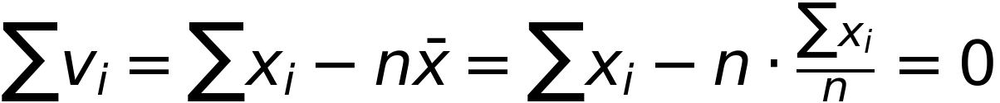 ∑vᵢ = ∑xᵢ − nx̄ = ∑xᵢ − n · ∑xᵢ/n = 0